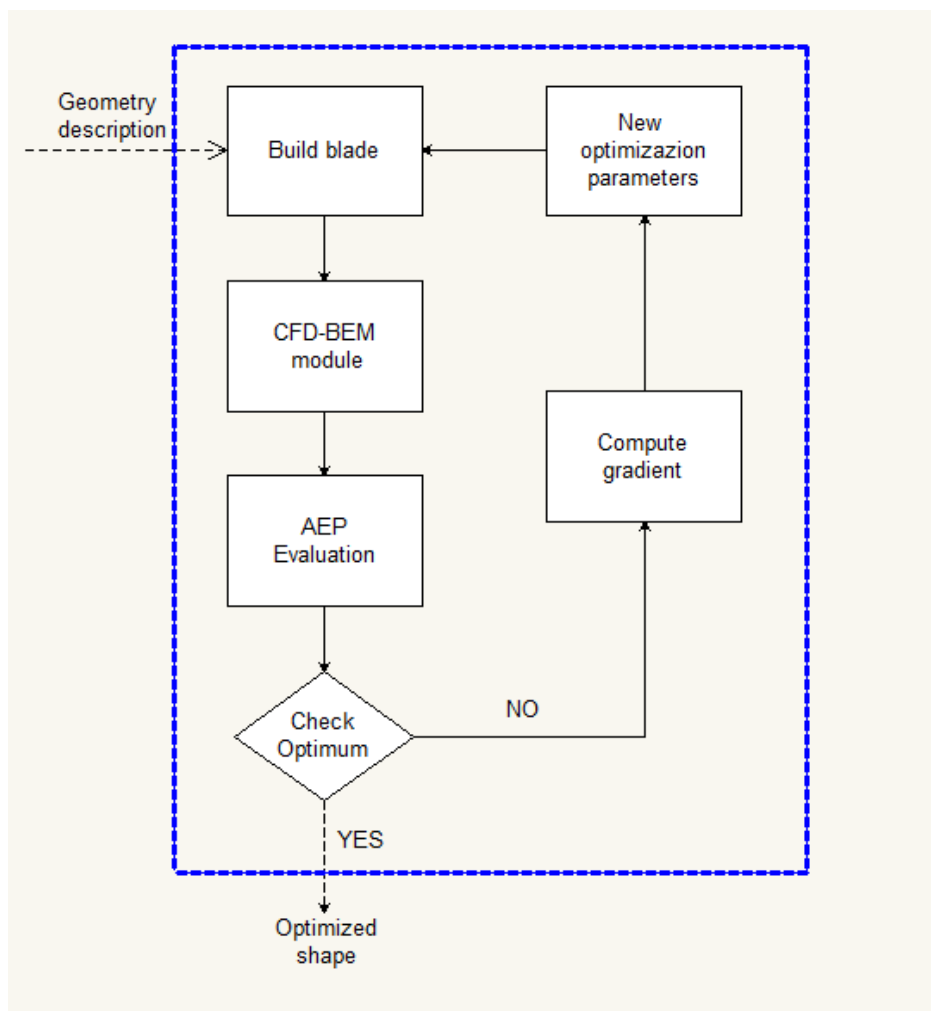 Geometry
description
Build blade
New
optimizazion
parameters
CFD-BEM
module
Compute
gradient
AEP
Evaluation
Check
Optimum
NO
YES
Optimized
shape